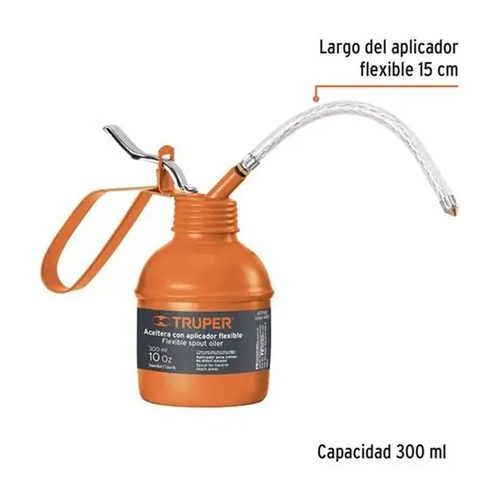 Largo del aplicador
flexible 15 cm
TRUPER
Aceitera con aplicador flexible
Flexible spout oiler
300 ml
10 Oz
Capacidad 300 ml